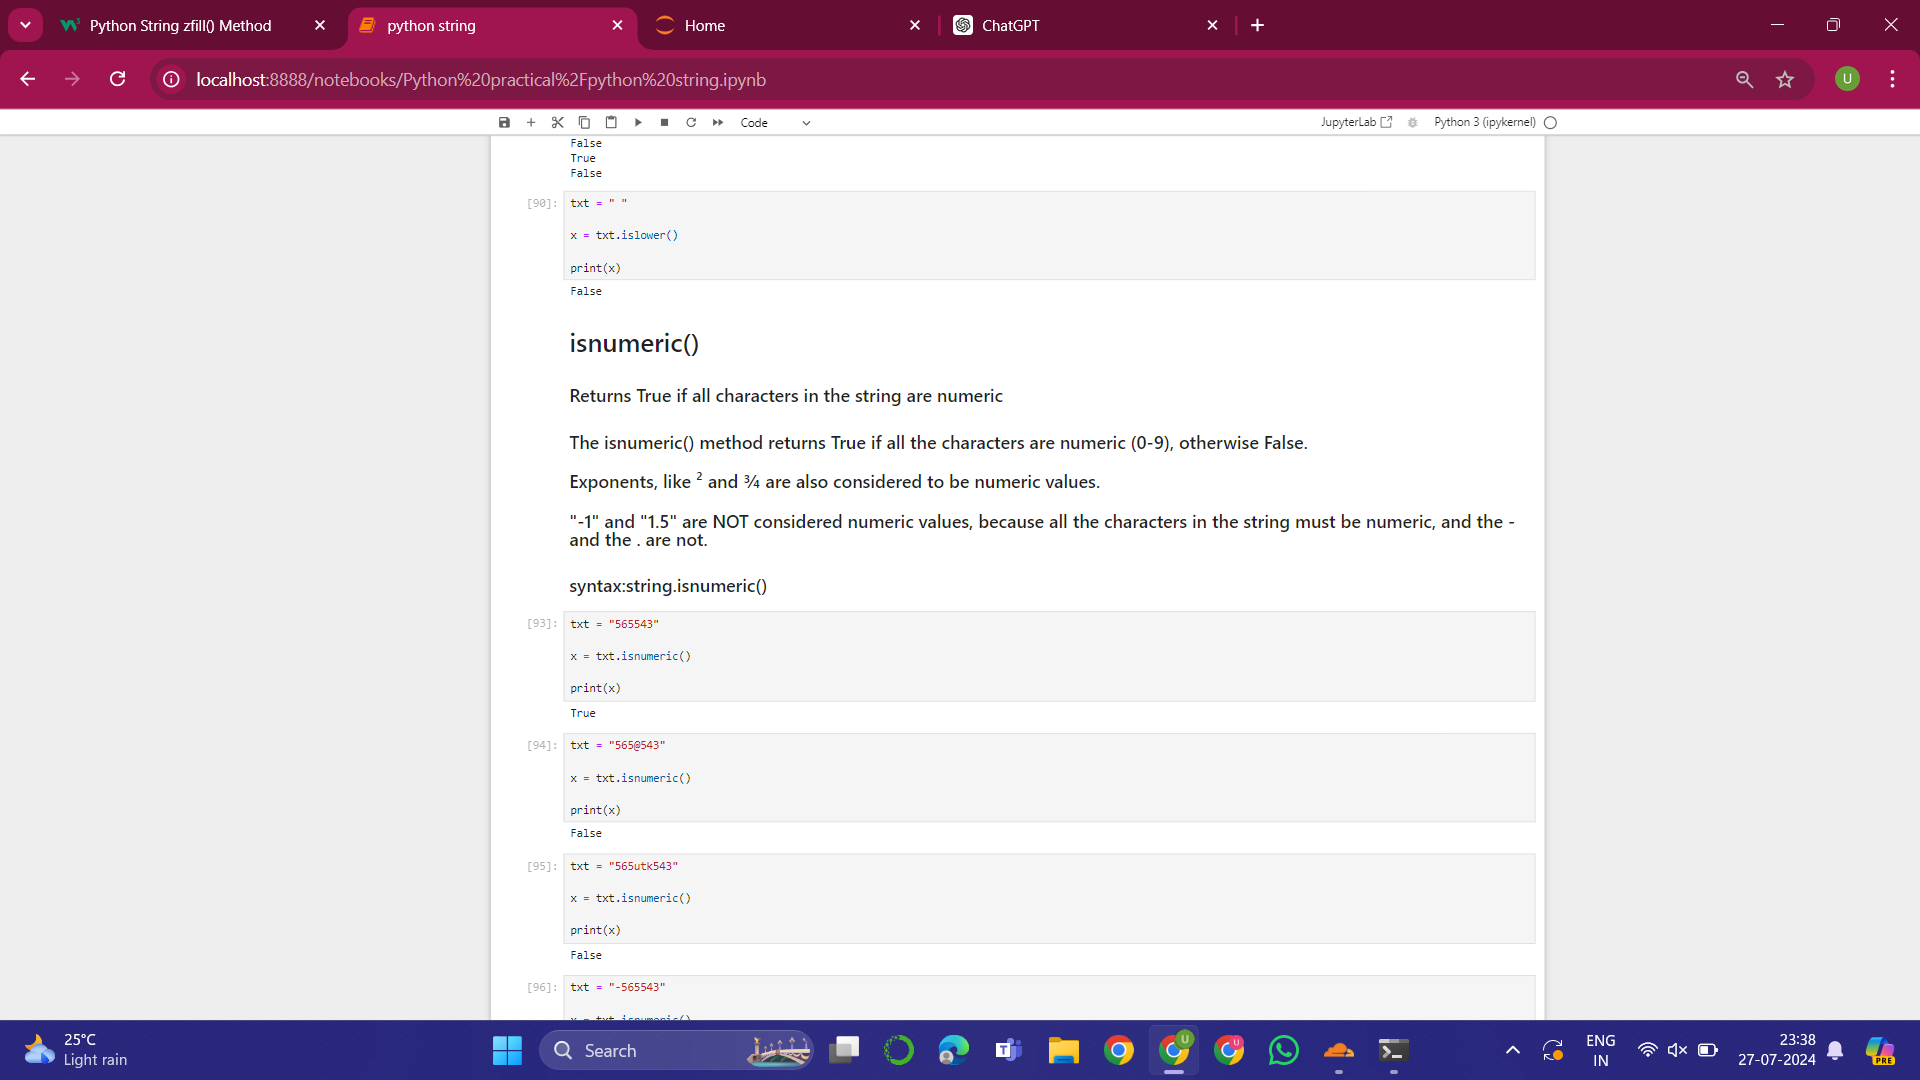 Python String zfill() Method
python string
Home
ChatGPT
localhost:8888/notebooks/Python%20practical%2Fpython%20string.ipynb
U
Code
JupyterLab
Python 3 (ipykernel)
False
True
False
[90]:
txt = " "
x = txt.islower()
print(x)
False
isnumeric()
Returns True if all characters in the string are numeric
The isnumeric() method returns True if all the characters are numeric (0-9), otherwise False.
Exponents, like ² and ¾ are also considered to be numeric values.
"-1" and "1.5" are NOT considered numeric values, because all the characters in the string must be numeric, and the -
and the . are not.
syntax:string.isnumeric()
[93]:
txt = "565543"
x = txt.isnumeric()
print(x)
True
[94]:
txt = "565@543"
x = txt.isnumeric()
print(x)
False
[95]:
txt = "565utk543"
x = txt.isnumeric()
print(x)
False
[96]:
txt = "-565543"
x = txt.isnumeric()
25°C
Light rain
Search
U
U
ENG
IN
23:38
27-07-2024
PRE